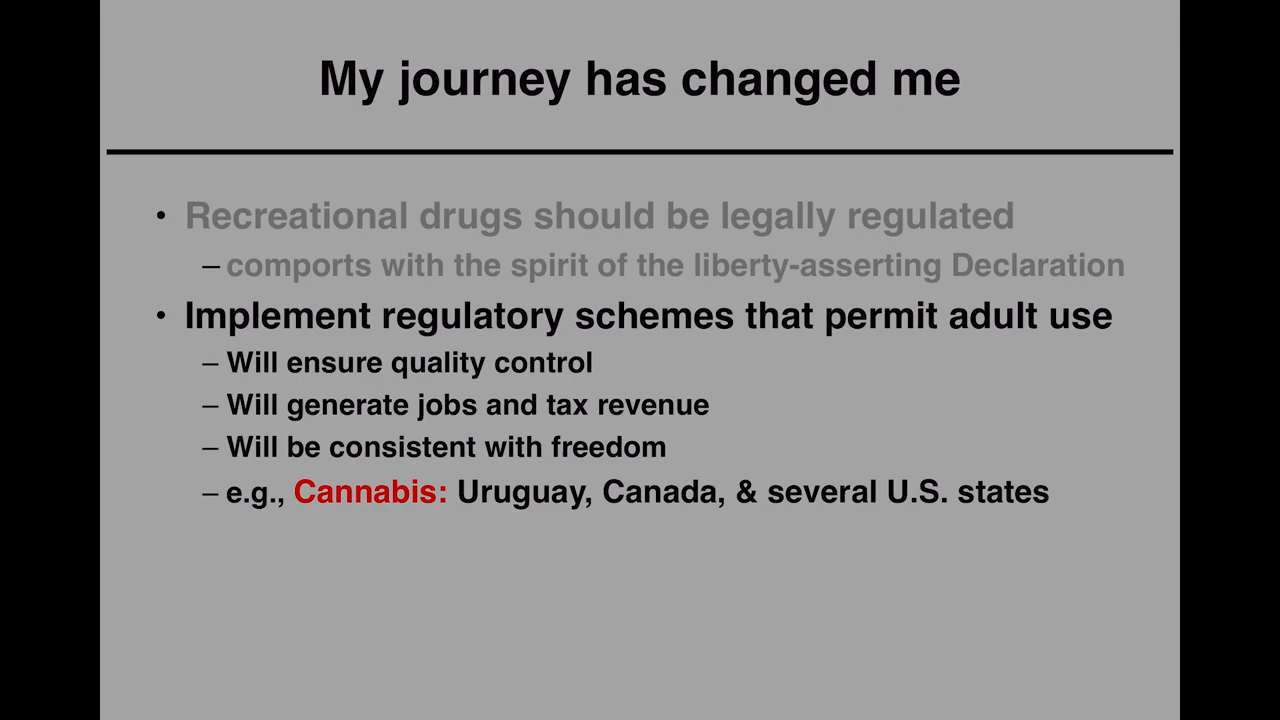 My journey has changed me
• Recreational drugs should be legally regulated
– comports with the spirit of the liberty-asserting Declaration
• Implement regulatory schemes that permit adult use
– Will ensure quality control
– Will generate jobs and tax revenue
– Will be consistent with freedom
– e.g., Cannabis: Uruguay, Canada, & several U.S. states